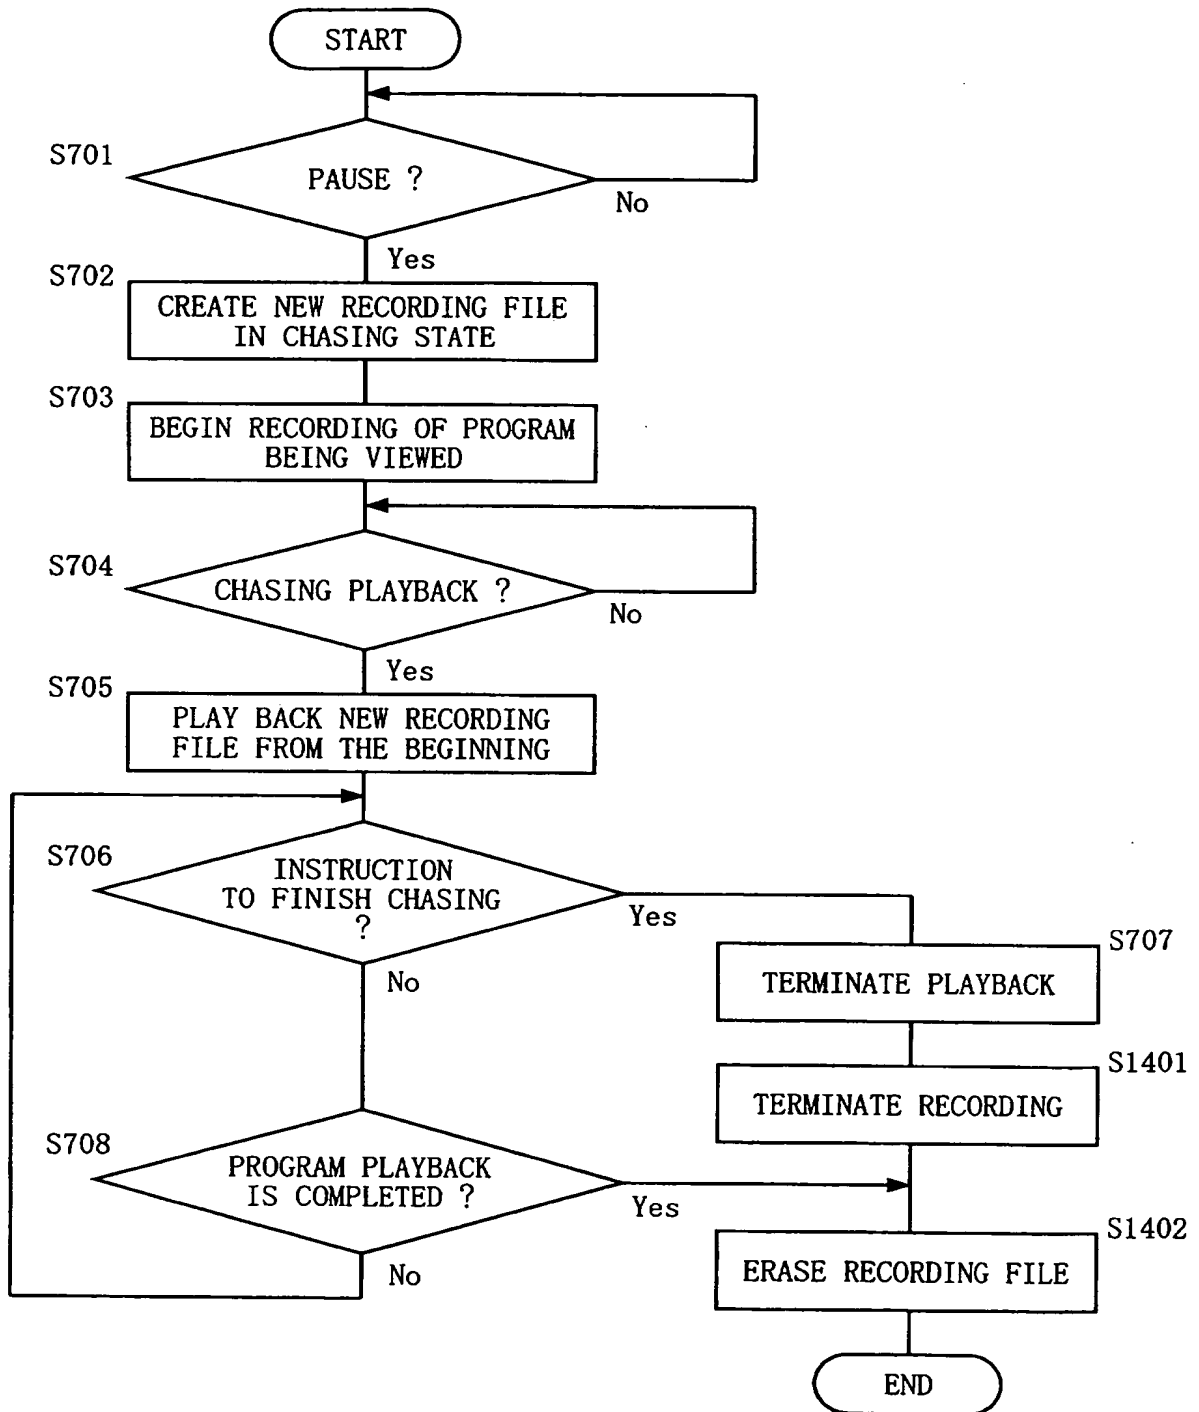 START
S701
PAUSE ?
No
Yes
S702
CREATE NEW RECORDING FILE
IN CHASING STATE
S703
BEGIN RECORDING OF PROGRAM
BEING VIEWED
S704
CHASING PLAYBACK ?
No
Yes
S705
PLAY BACK NEW RECORDING
FILE FROM THE BEGINNING
S706
INSTRUCTION
TO FINISH CHASING
?
Yes
No
S707
TERMINATE PLAYBACK
S1401
TERMINATE RECORDING
S708
PROGRAM PLAYBACK
IS COMPLETED ?
Yes
No
S1402
ERASE RECORDING FILE
END